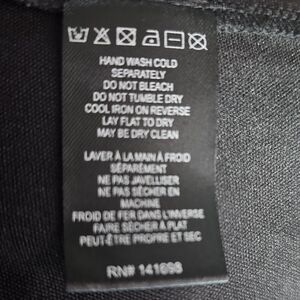 HAND WASH COLD
SEPARATELY
DO NOT BLEACH
DO NOT TUMBLE DRY
COOL IRON ON REVERSE
LAY FLAT TO DRY
MAY BE DRY CLEAN
LAVER À LA MAIN À FROID
SÉPARÉMENT
NE PAS JAVELLISER
NE PAS SÉCHER EN
MACHINE
FROID DE FER DANS L'INVERSE
FAIRE SÉCHER À PLAT
PEUT-ÊTRE PROPRE ET SEC
RN# 141698